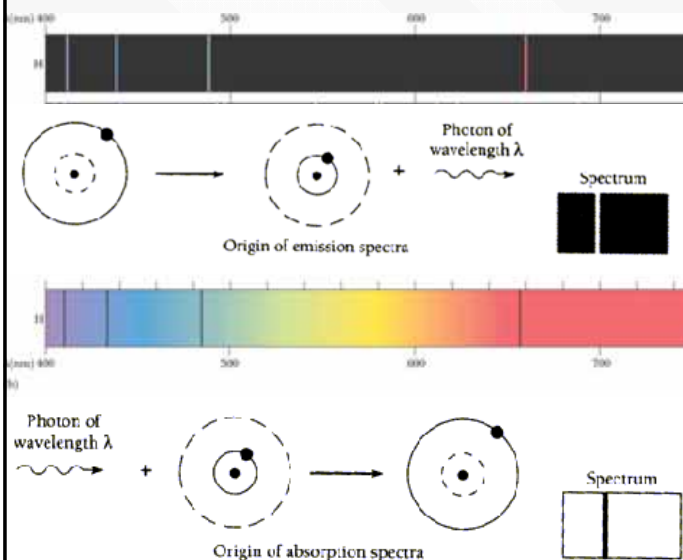 λ(nm) 400 500 600 700
H
Photon of
wavelength λ
+
Spectrum
Origin of emission spectra
H
λ(nm) 400 500 600 700
Photon of
wavelength λ
+
Spectrum
Origin of absorption spectra